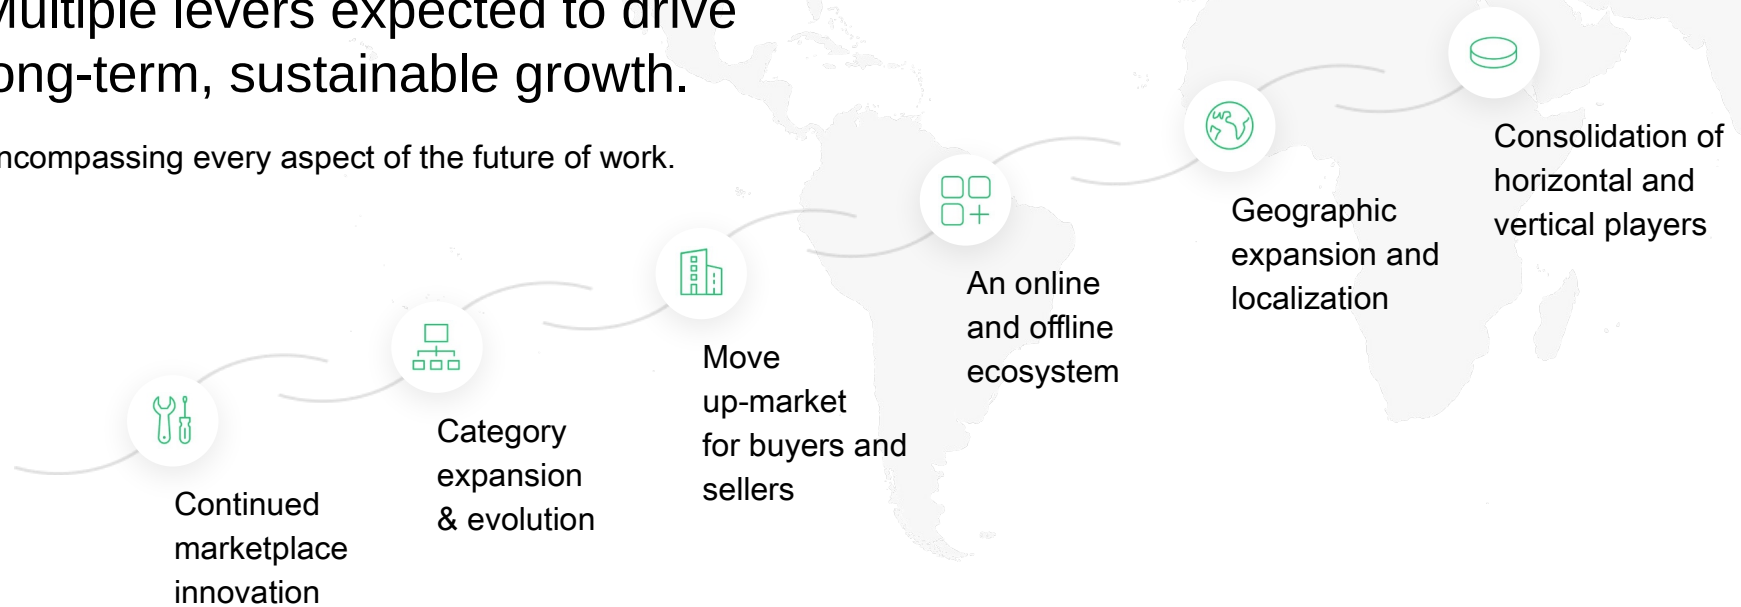 Multiple levers expected to drive
ong-term, sustainable growth.
ncompassing every aspect of the future of work.
Continued
marketplace
innovation
Category
expansion
& evolution
Move
up-market
for buyers and
sellers
An online
and offline
ecosystem
Geographic
expansion and
localization
Consolidation of
horizontal and
vertical players